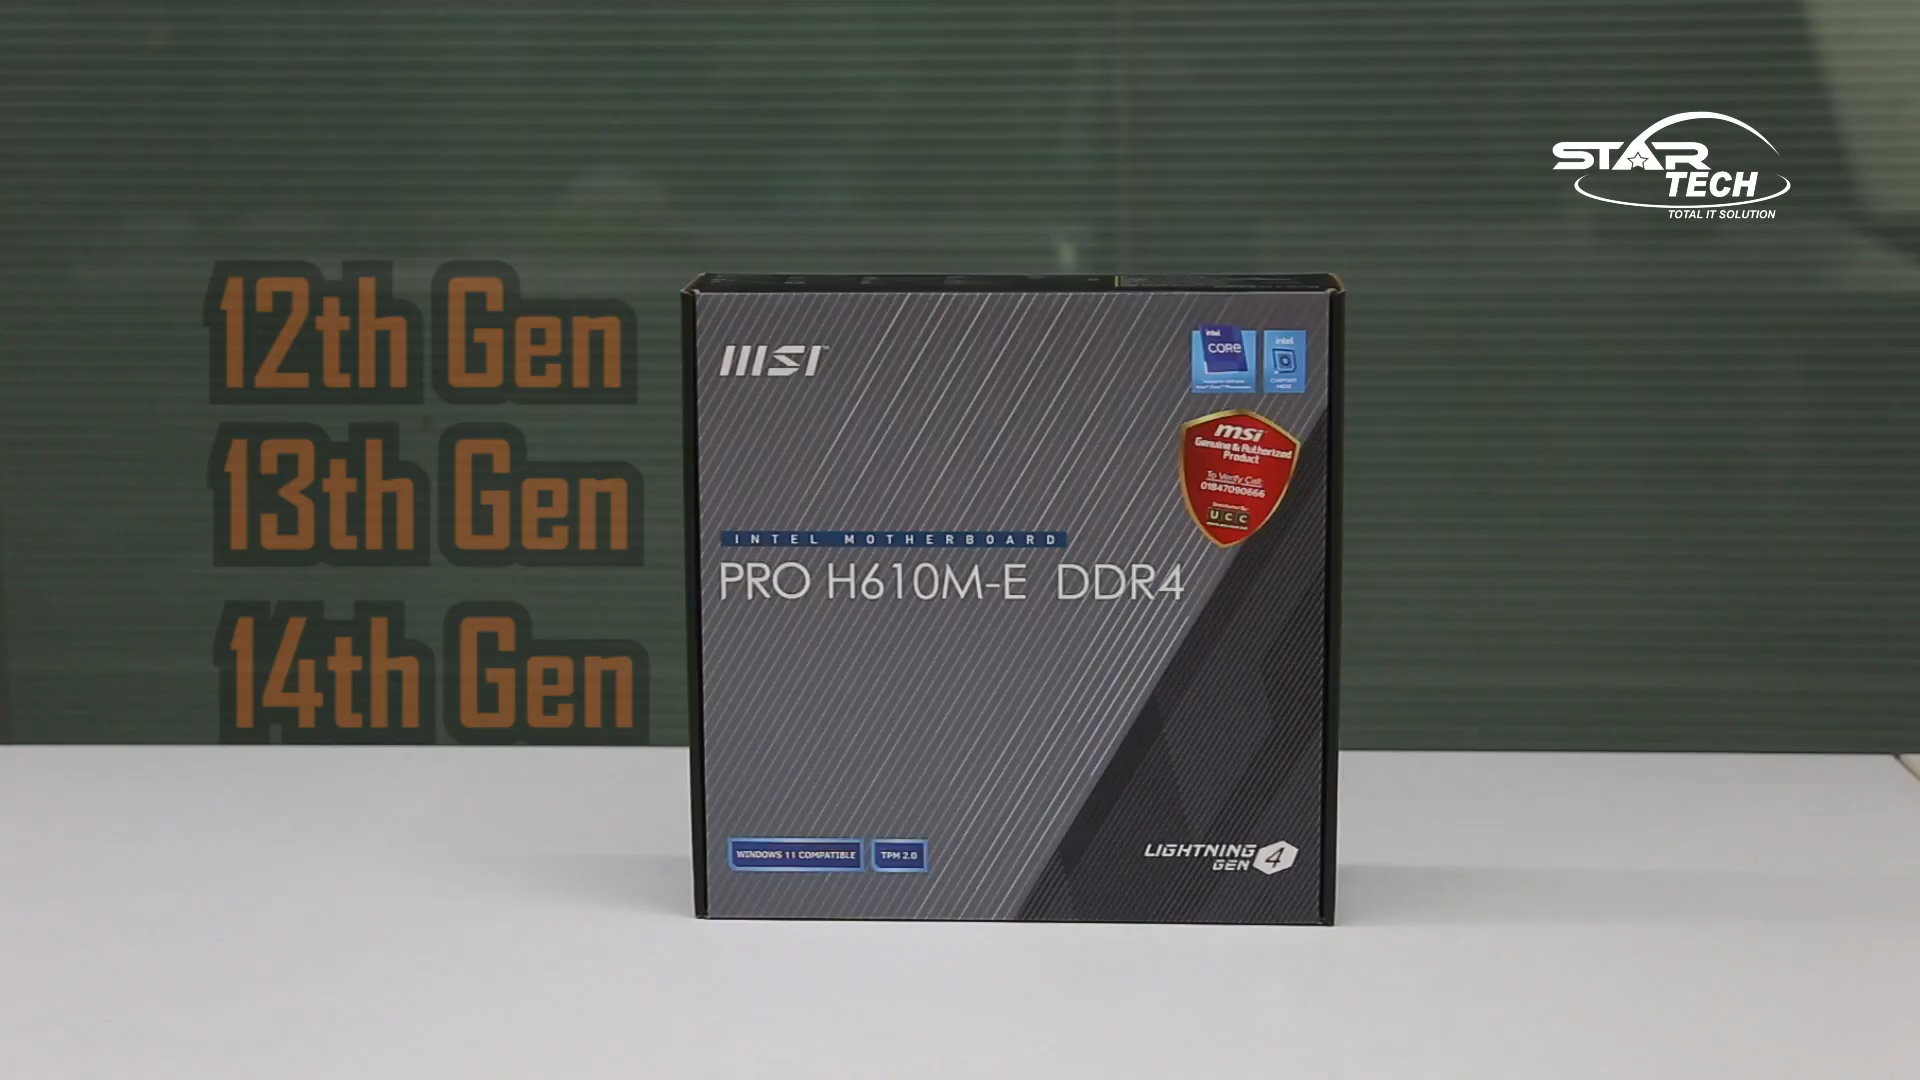 STAR
TECH
TOTAL IT SOLUTION
12th Gen
13th Gen
14th Gen
msi
intel
CORE
intel
CHIPSET
H610
msi
Genuine & Authorized
Product
To Verify Call:
01847090666
UCC
INTEL MOTHERBOARD
PRO H610M-E DDR4
WINDOWS 11 COMPATIBLE
TPM 2.0
LIGHTNING
GEN 4